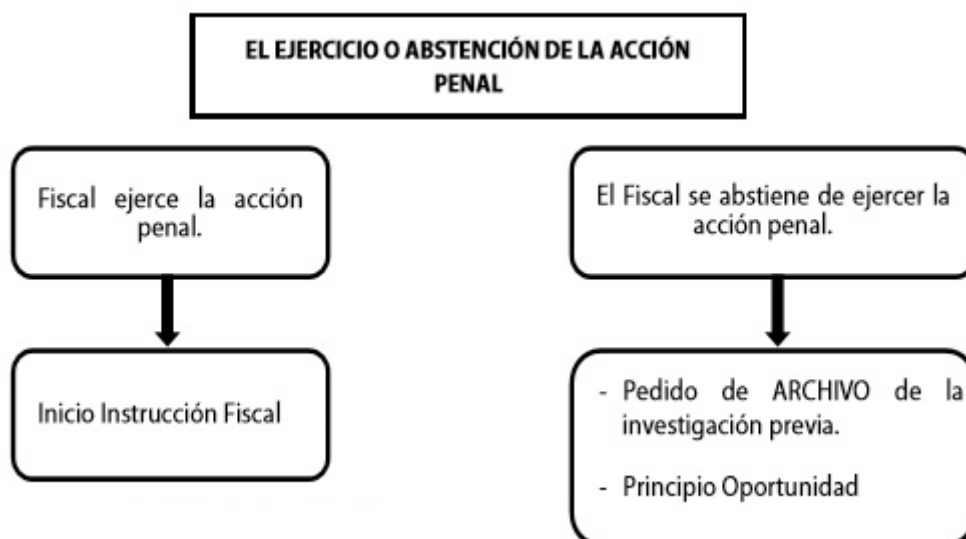 EL EJERCICIO O ABSTENCIÓN DE LA ACCIÓN
PENAL
Fiscal ejerce la acción
penal.
El Fiscal se abstiene de ejercer la
acción penal.
Inicio Instrucción Fiscal
- Pedido de ARCHIVO de la
investigación previa.
- Principio Oportunidad